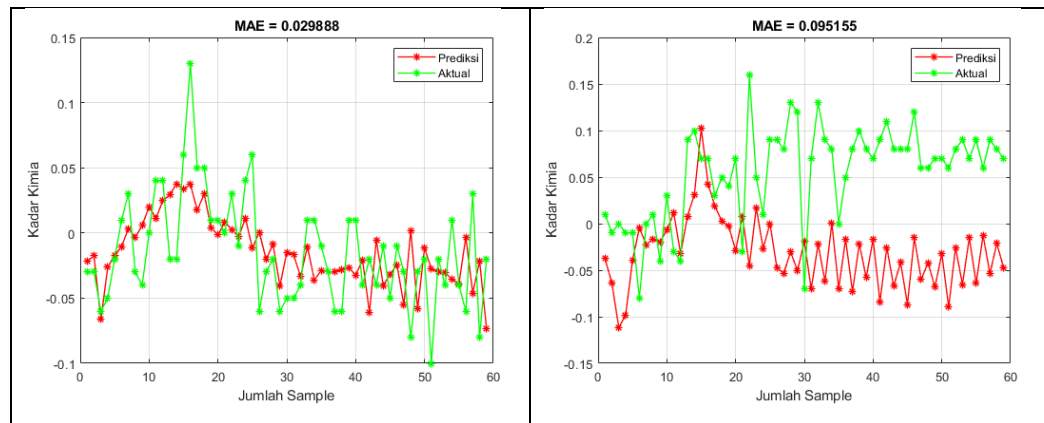 MAE = 0.029888
0.15
0.1
0.05
0
-0.05
-0.1
Kadar Kimia
Prediksi
Aktual
0
10
20
30
40
50
60
Jumlah Sample
MAE = 0.095155
0.2
0.15
0.1
0.05
0
-0.05
-0.1
-0.15
Kadar Kimia
Prediksi
Aktual
0
10
20
30
40
50
60
Jumlah Sample